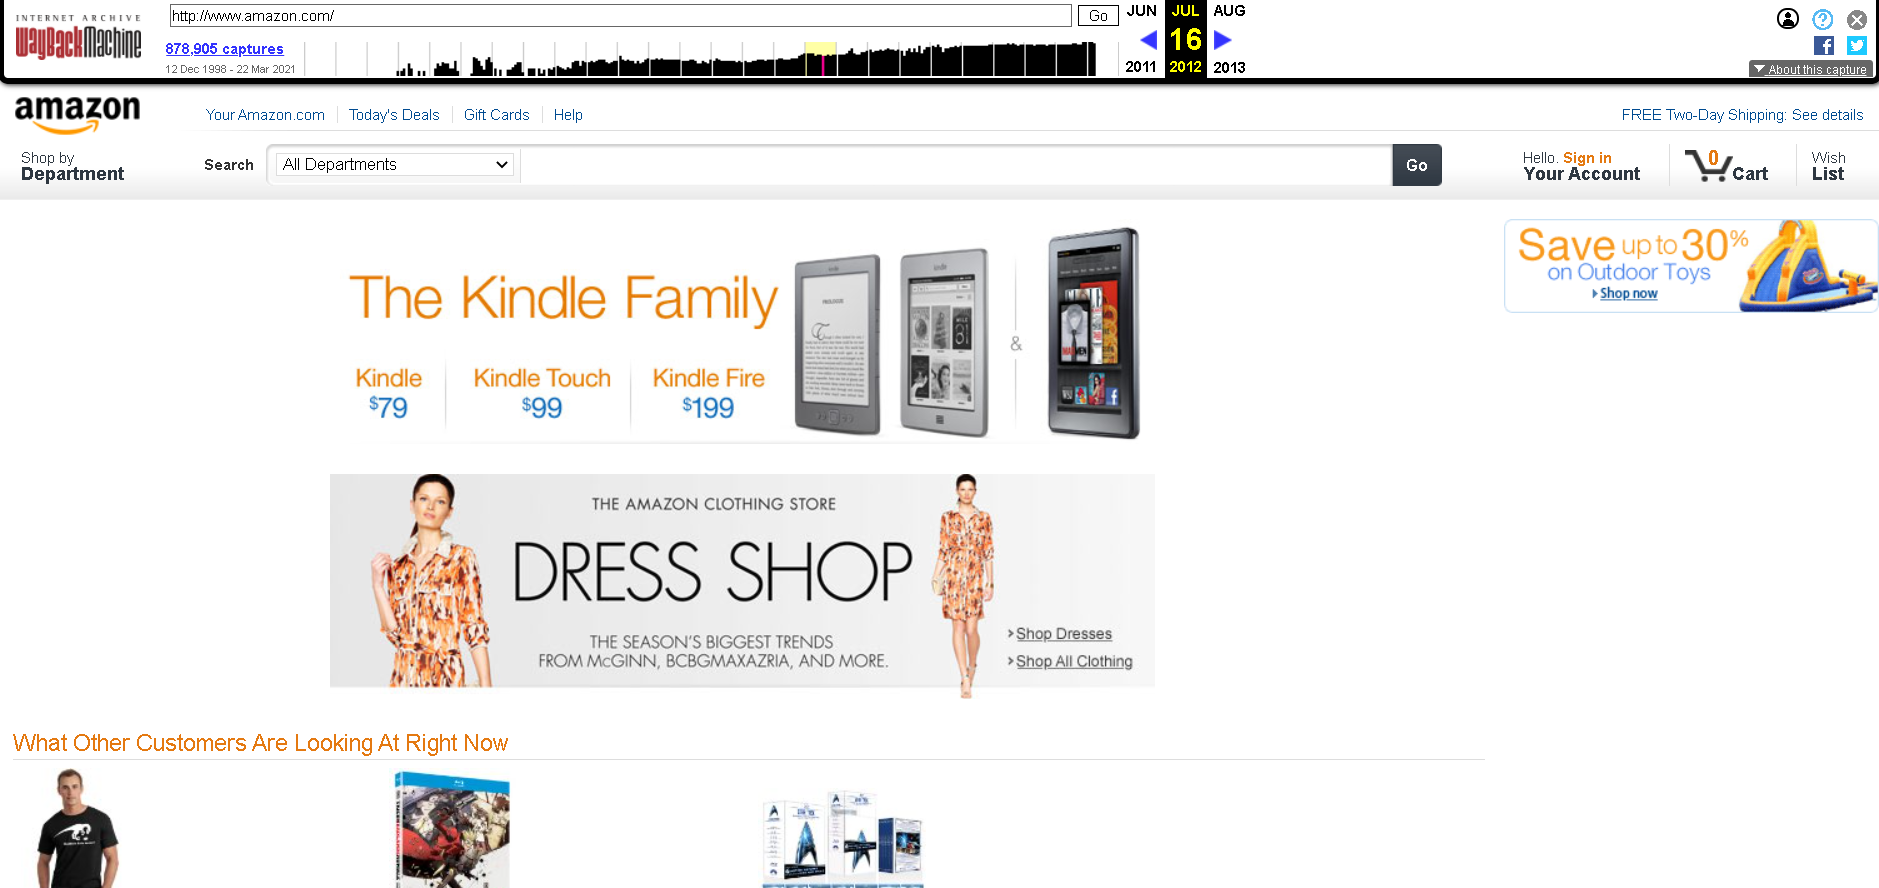 INTERNET ARCHIVE
WayBackMachine
http://www.amazon.com/
Go
JUN JUL AUG
878,905 captures
16
12 Dec 1998 - 22 Mar 2021
2011 2012 2013
About this capture
amazon
Your Amazon.com
Today's Deals
Gift Cards
Help
FREE Two-Day Shipping: See details
Shop by
Department
Search
All Departments
Go
Hello. Sign in
Your Account
0
Cart
Wish
List
The Kindle Family
Kindle
$79
Kindle Touch
$99
Kindle Fire
$199
kindle
kindle
&
Save up to 30%
on Outdoor Toys
Shop now
THE AMAZON CLOTHING STORE
DRESS SHOP
THE SEASON'S BIGGEST TRENDS
FROM McGINN, BCBGMAXAZRIA, AND MORE.
Shop Dresses
Shop All Clothing
What Other Customers Are Looking At Right Now